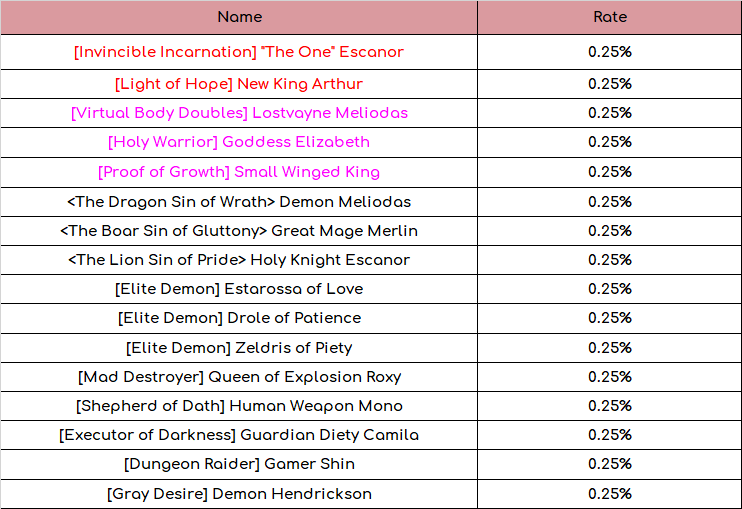 Name Rate
[Invincible Incarnation] "The One" Escanor 0.25%
[Light of Hope] New King Arthur 0.25%
[Virtual Body Doubles] Lostvayne Meliodas 0.25%
[Holy Warrior] Goddess Elizabeth 0.25%
[Proof of Growth] Small Winged King 0.25%
<The Dragon Sin of Wrath> Demon Meliodas 0.25%
<The Boar Sin of Gluttony> Great Mage Merlin 0.25%
<The Lion Sin of Pride> Holy Knight Escanor 0.25%
[Elite Demon] Estarossa of Love 0.25%
[Elite Demon] Drole of Patience 0.25%
[Elite Demon] Zeldris of Piety 0.25%
[Mad Destroyer] Queen of Explosion Roxy 0.25%
[Shepherd of Dath] Human Weapon Mono 0.25%
[Executor of Darkness] Guardian Diety Camila 0.25%
[Dungeon Raider] Gamer Shin 0.25%
[Gray Desire] Demon Hendrickson 0.25%